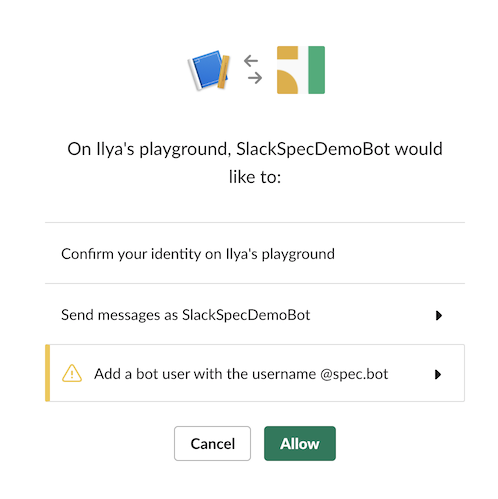 On Ilya's playground, SlackSpecDemoBot would
like to:
Confirm your identity on Ilya's playground
Send messages as SlackSpecDemoBot
Add a bot user with the username @spec.bot
Cancel
Allow